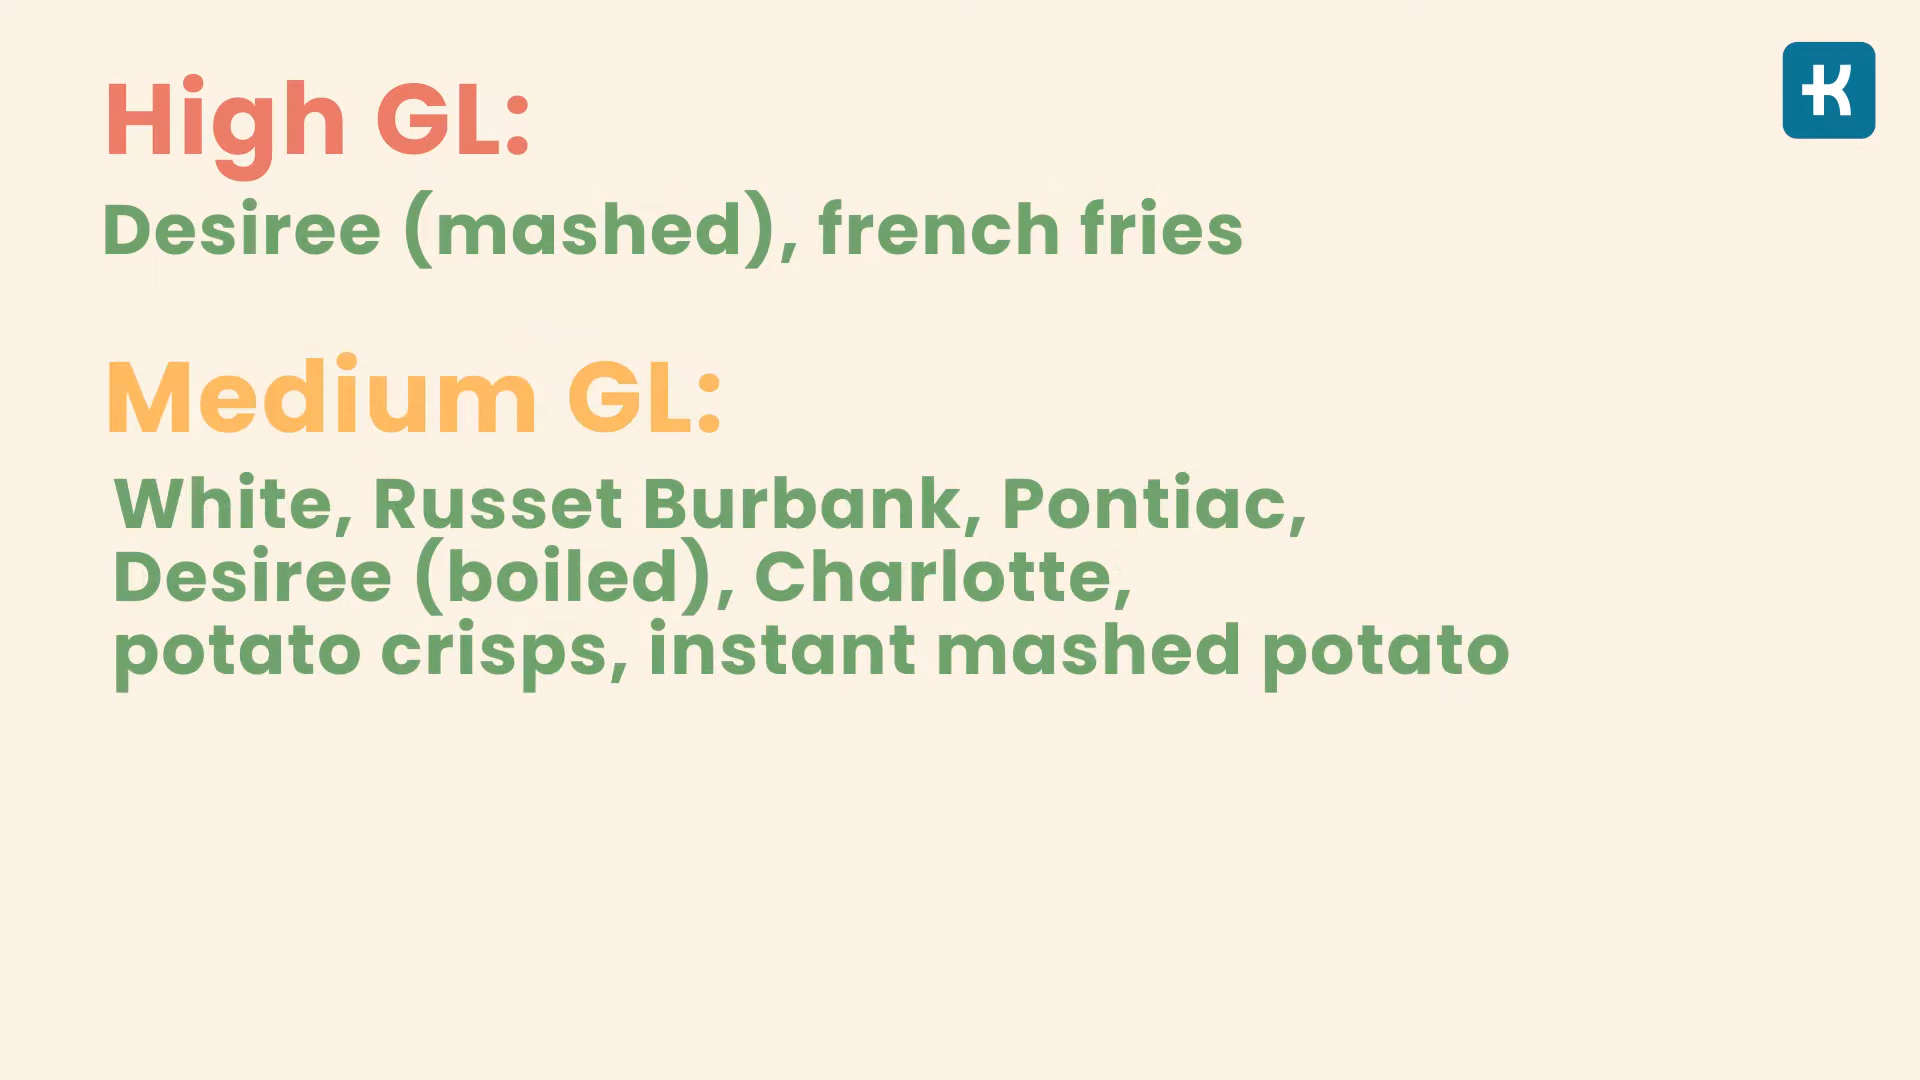 High GL:
Desiree (mashed), french fries
Medium GL:
White, Russet Burbank, Pontiac,
Desiree (boiled), Charlotte,
potato crisps, instant mashed potato
K